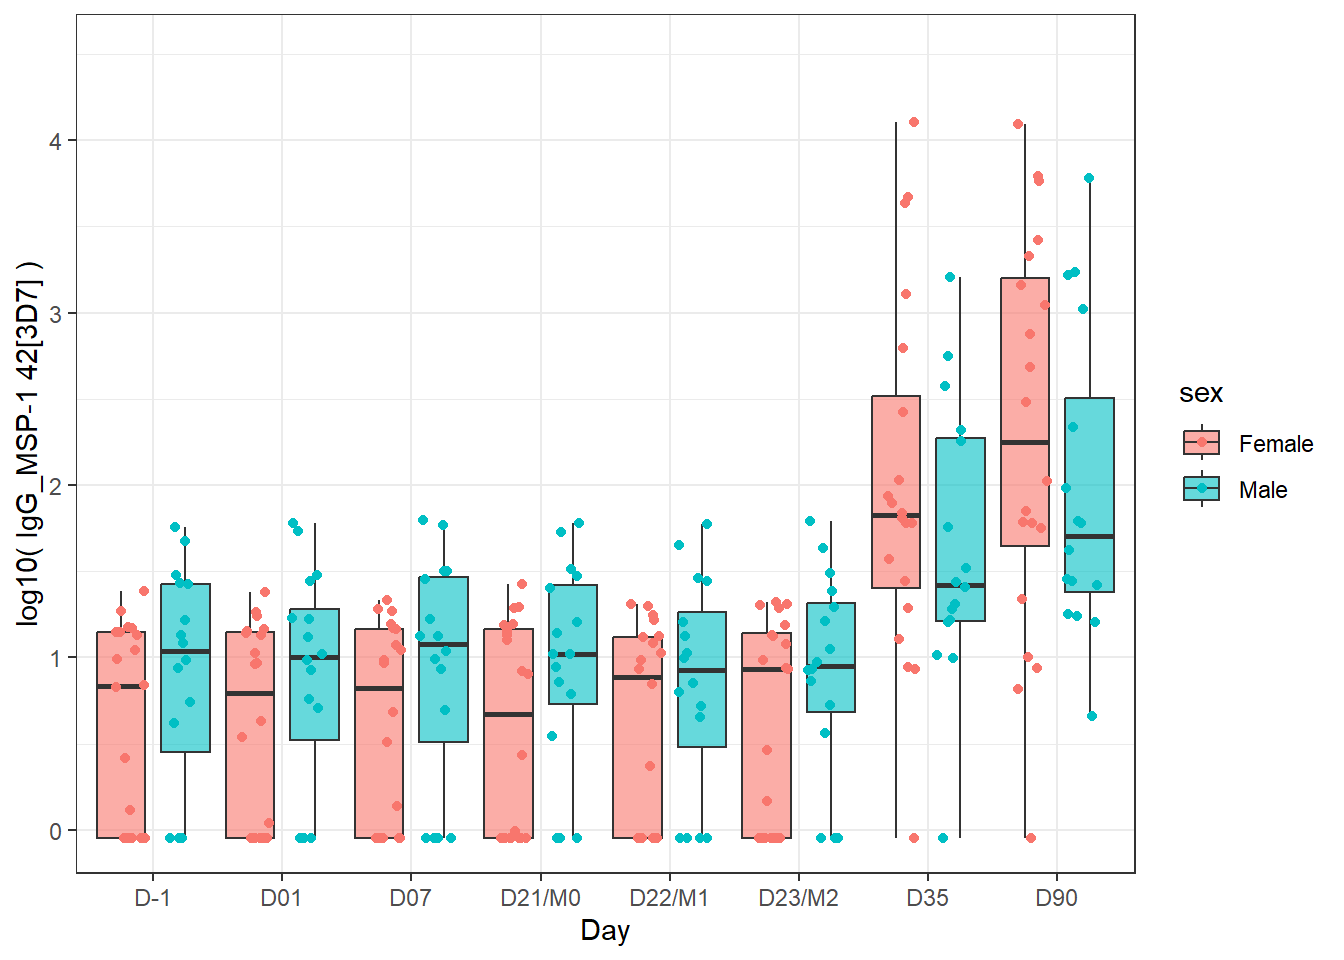 log10( IgG_MSP-1 42[3D7] )
4
3
2
1
0
D-1 D01 D07 D21/M0 D22/M1 D23/M2 D35 D90
Day
sex
Female
Male